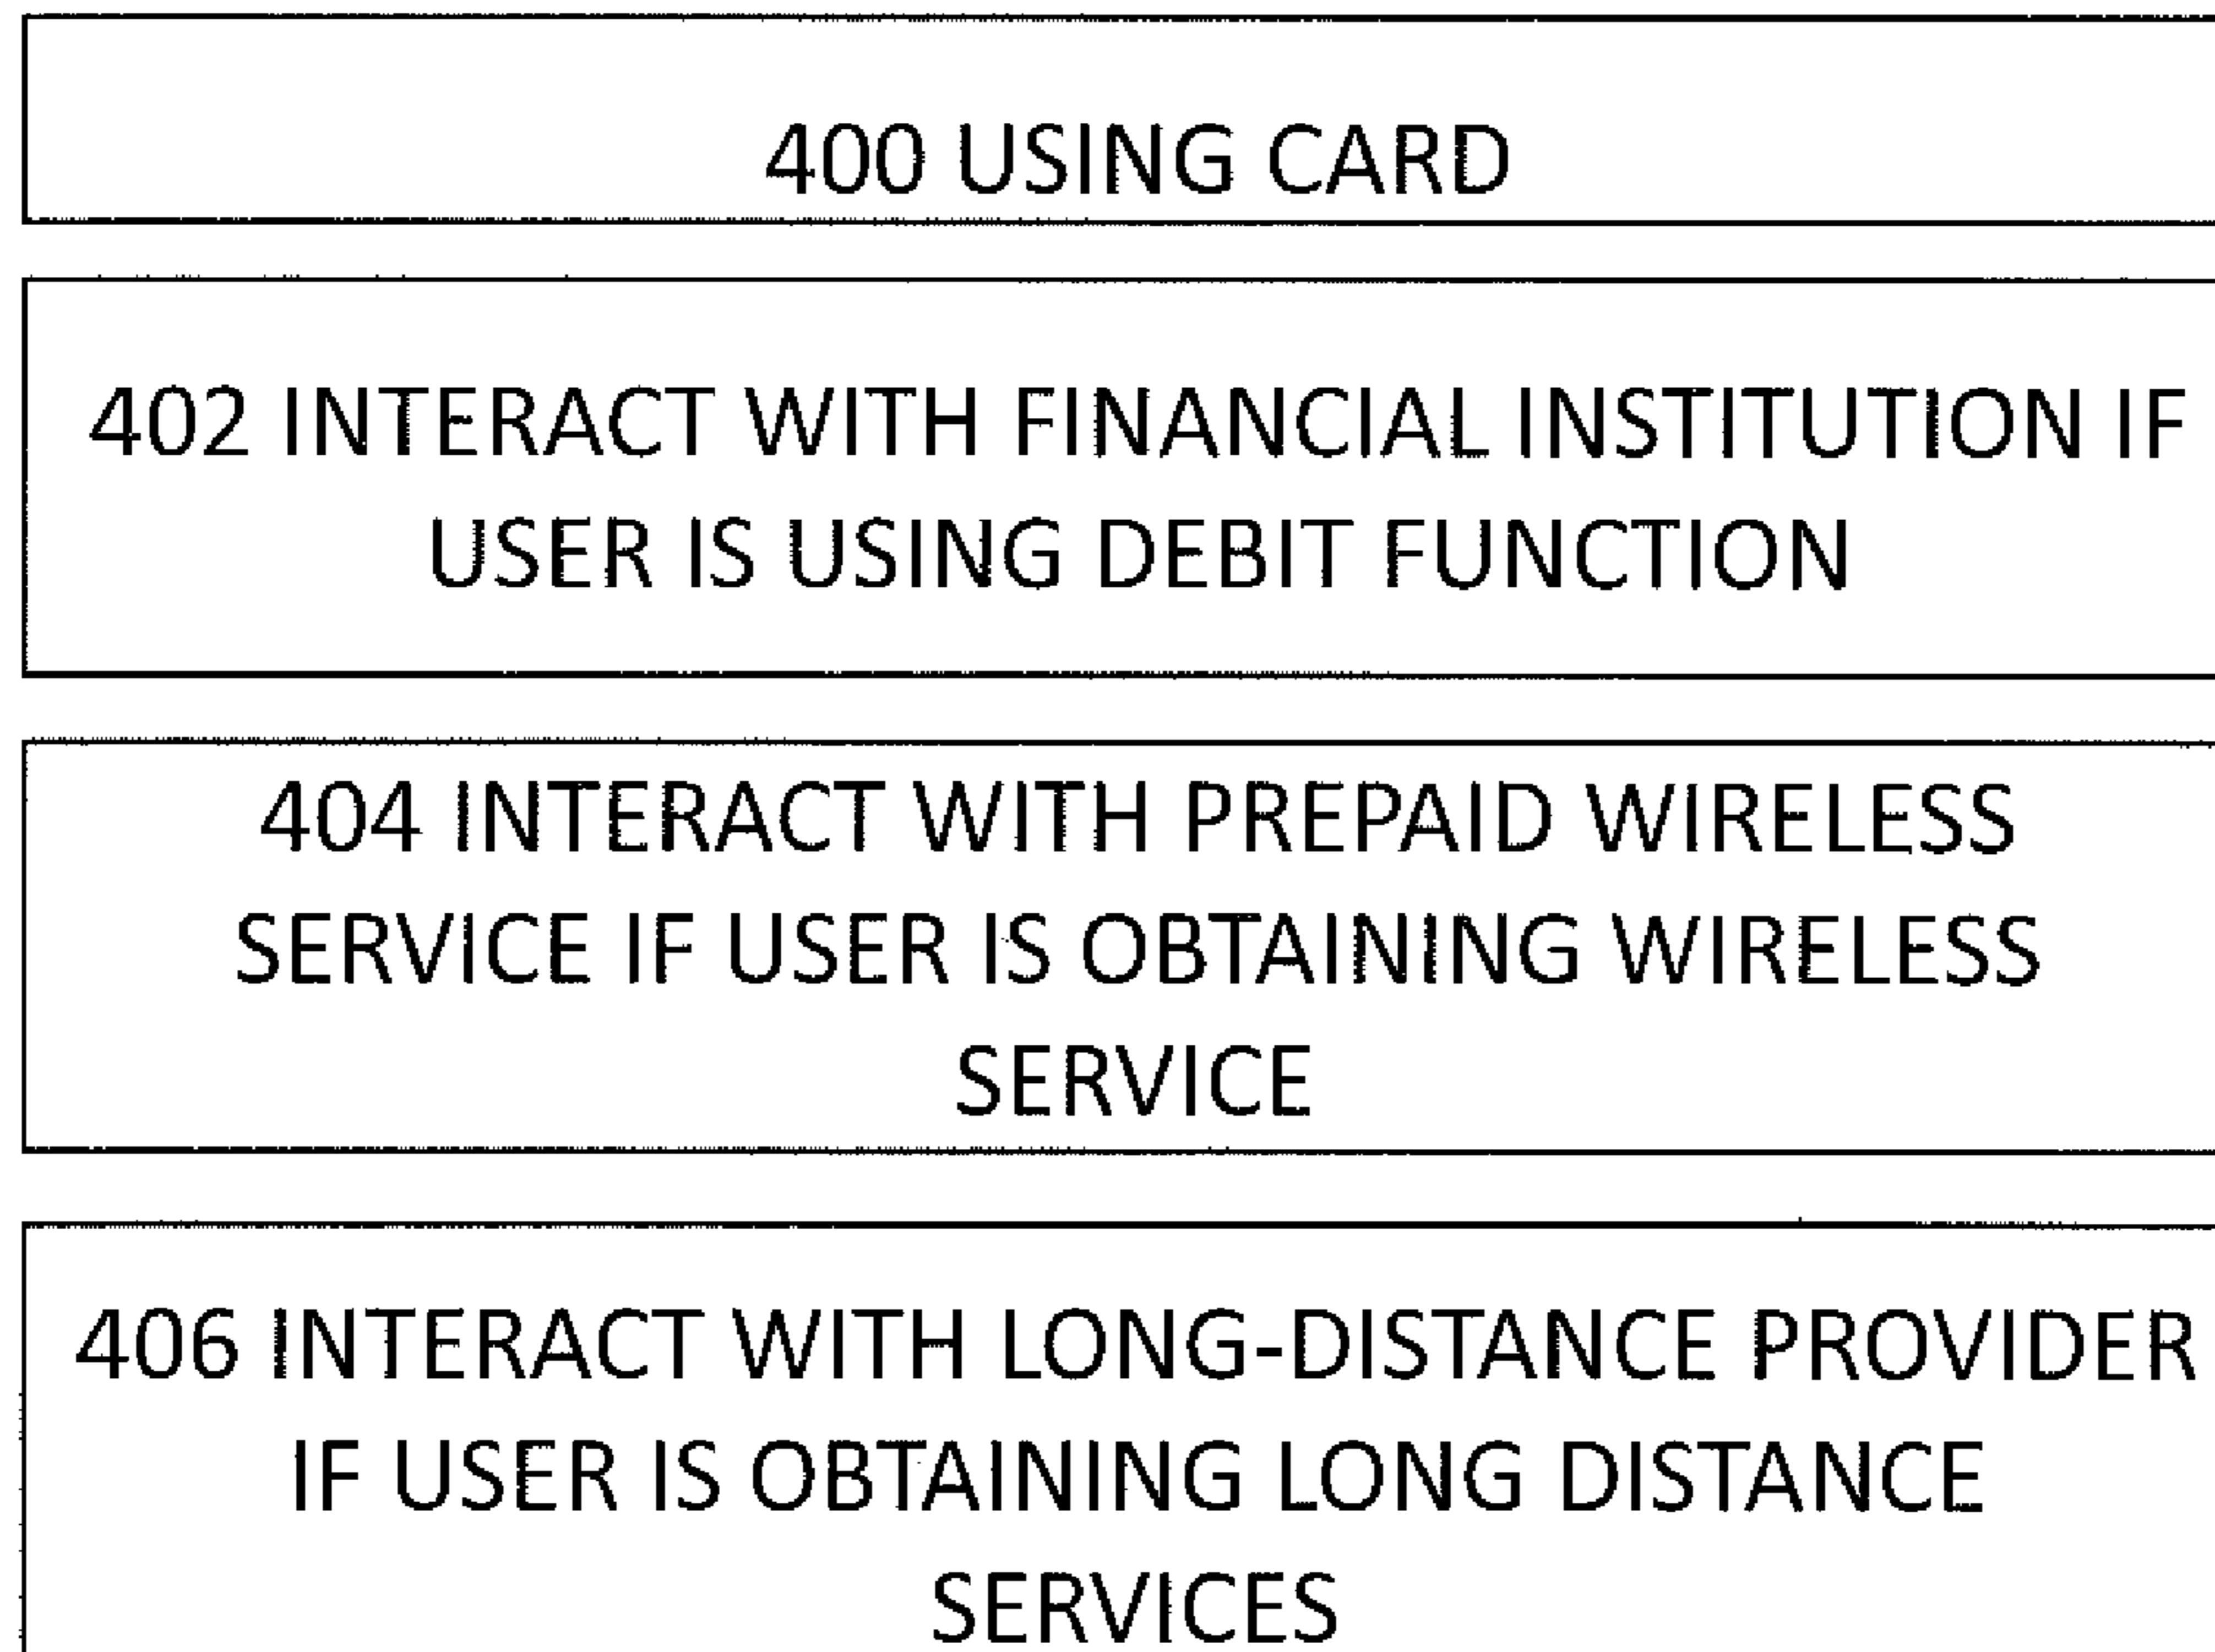 400 USING CARD
402 INTERACT WITH FINANCIAL INSTITUTION IF
USER IS USING DEBIT FUNCTION
404 INTERACT WITH PREPAID WIRELESS
SERVICE IF USER IS OBTAINING WIRELESS
SERVICE
406 INTERACT WITH LONG-DISTANCE PROVIDER
IF USER IS OBTAINING LONG DISTANCE
SERVICES